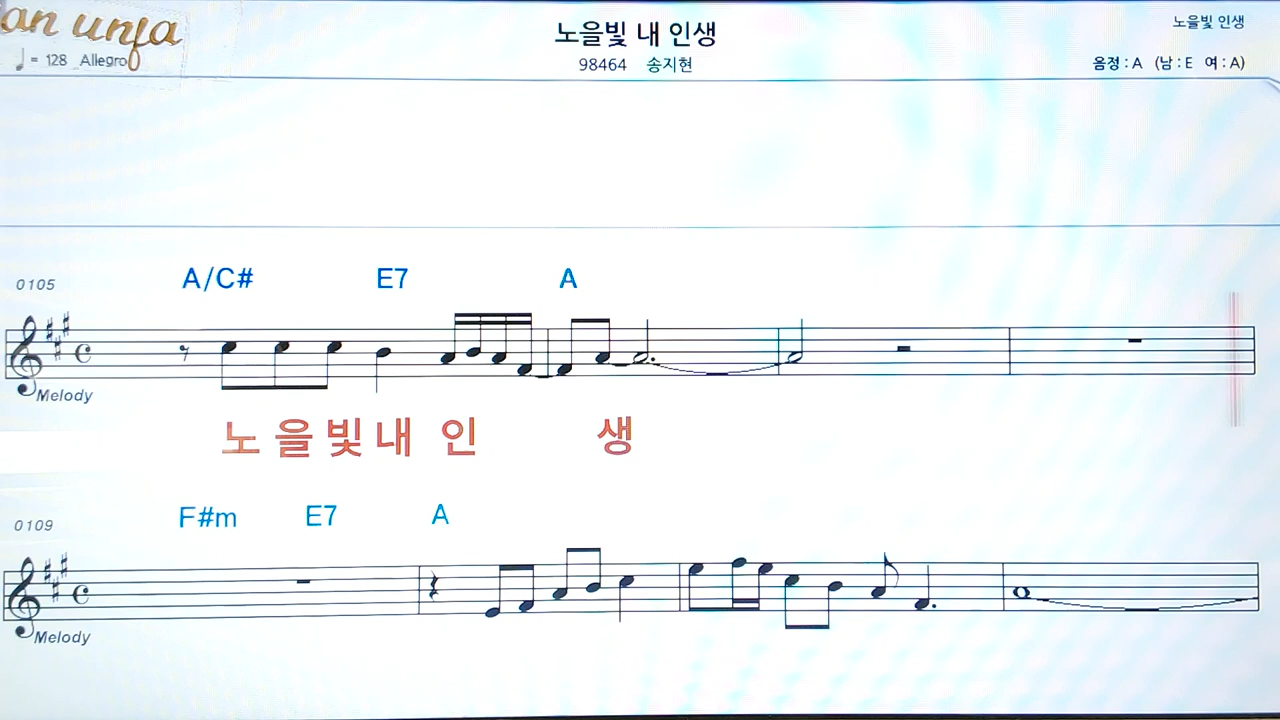 an unja
♩= 128 Allegro
노을빛 내 인생
98464 송지현
노을빛 인생
음정 : A (남 : E 여 : A)
0105
A/C# E7 A
Melody
노 을 빛 내 인 생
0109
F#m E7 A
Melody